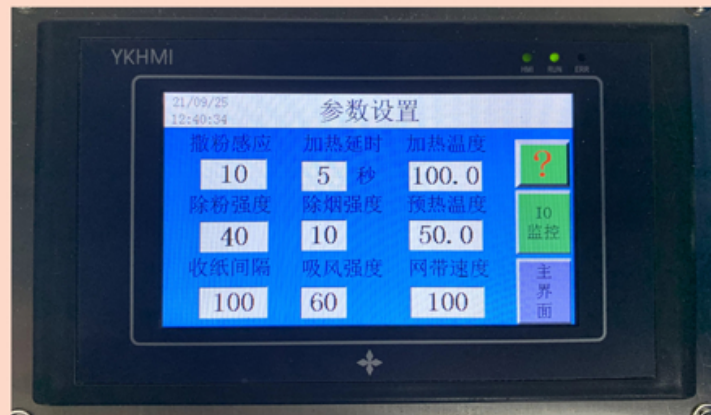 YKHMI
21/09/25
12:40:34
参数设置
撒粉感应 加热延时 加热温度
10 5 秒 100.0
?
除粉强度 除烟强度 预热温度
40 10 50.0
IO
监控
收纸间隔 吸风强度 网带速度
100 60 100
主
界
面